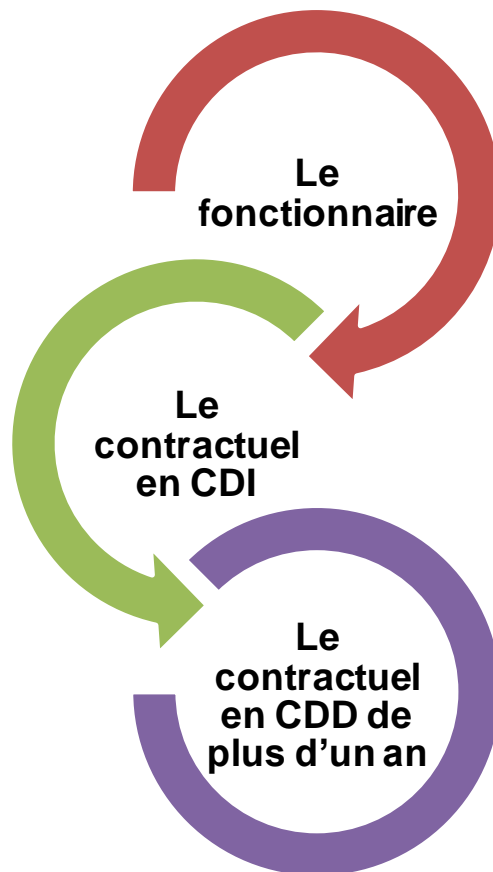 Le
fonctionnaire
Le
contractuel
en CDI
Le
contractuel
en CDD de
plus d’un an